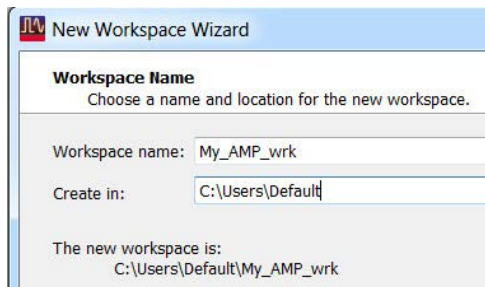 New Workspace Wizard
Workspace Name
Choose a name and location for the new workspace.
Workspace name: My_AMP_wrk
Create in: C:\Users\Default
The new workspace is:
C:\Users\Default\My_AMP_wrk